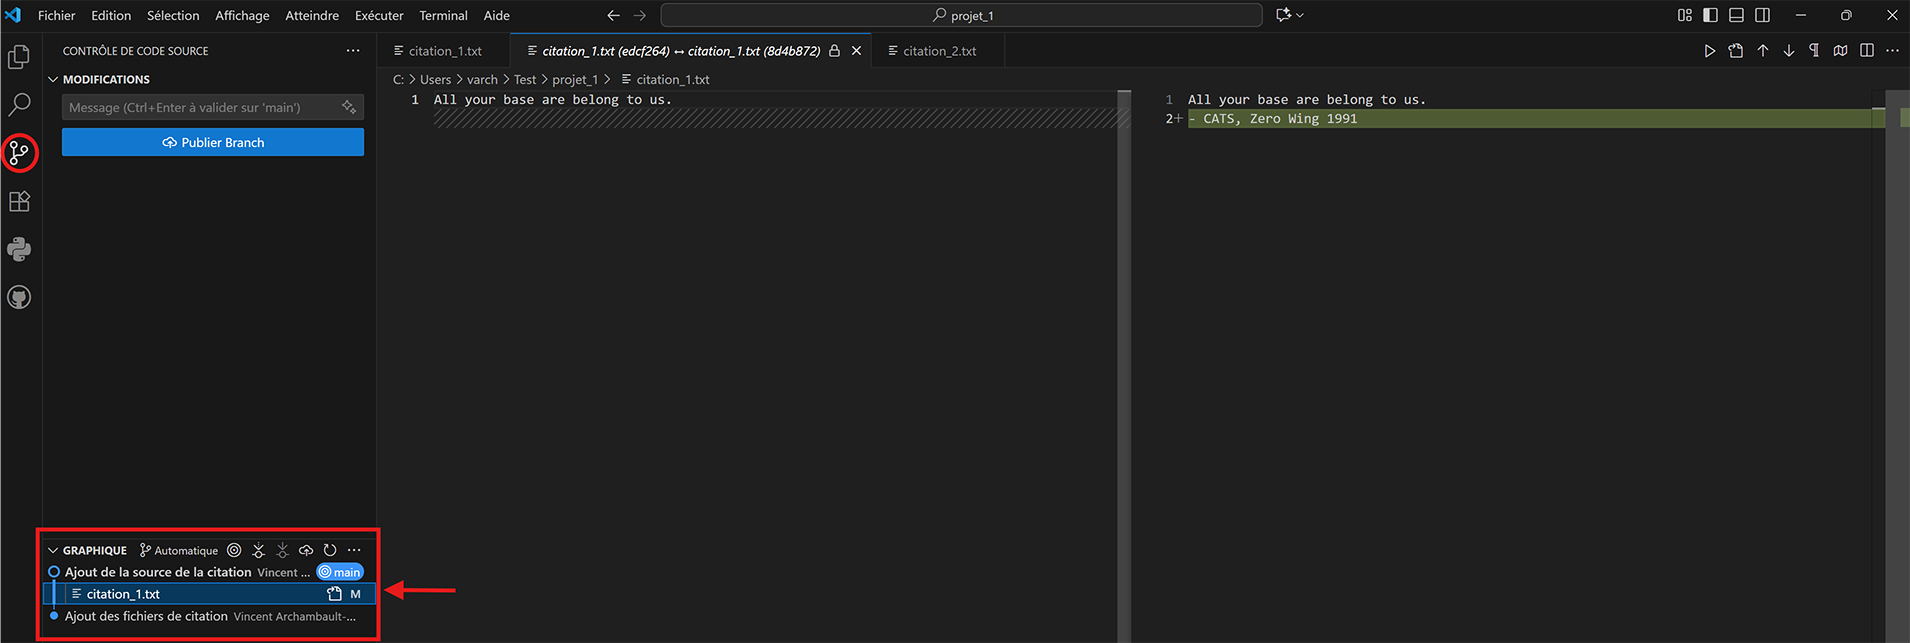 Fichier Edition Sélection Affichage Atteindre Exécuter Terminal Aide
projet_1
CONTRÔLE DE CODE SOURCE
citation_1.txt
citation_1.txt (edcf264) ↔ citation_1.txt (8d4b872)
citation_2.txt
MODIFICATIONS
Message (Ctrl+Enter à valider sur 'main')
Publier Branch
C: > Users > varch > Test > projet_1 > citation_1.txt
1 All your base are belong to us.
1 All your base are belong to us.
2+ - CATS, Zero Wing 1991
GRAPHIQUE Automatique
Ajout de la source de la citation Vincent ... main
citation_1.txt M
Ajout des fichiers de citation Vincent Archambault-...